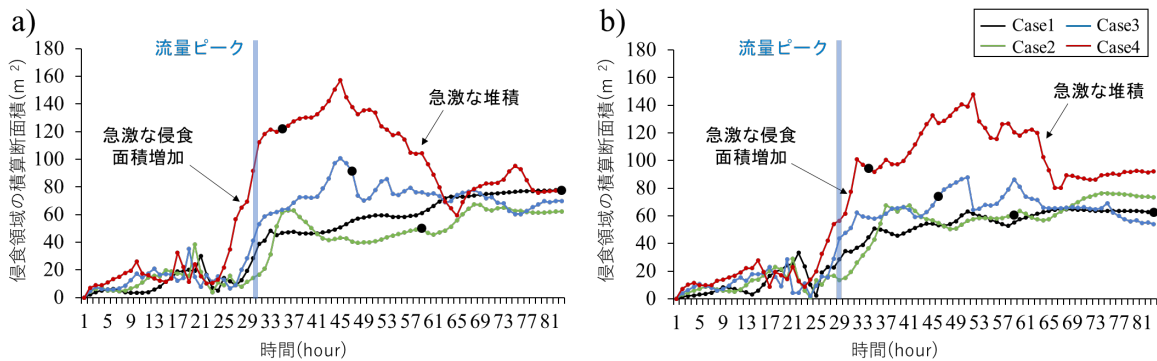 a)
侵食領域の積算断面積(m²)
180
160
140
120
100
80
60
40
20
0
流量ピーク
急激な侵食
面積増加
急激な堆積
1 5 9 13 17 21 25 29 33 37 41 45 49 53 57 61 65 69 73 77 81
時間(hour)
b)
侵食領域の積算断面積(m²)
180
160
140
120
100
80
60
40
20
0
流量ピーク
Case1 Case3
Case2 Case4
急激な侵食
面積増加
急激な堆積
1 5 9 13 17 21 25 29 33 37 41 45 49 53 57 61 65 69 73 77 81
時間(hour)